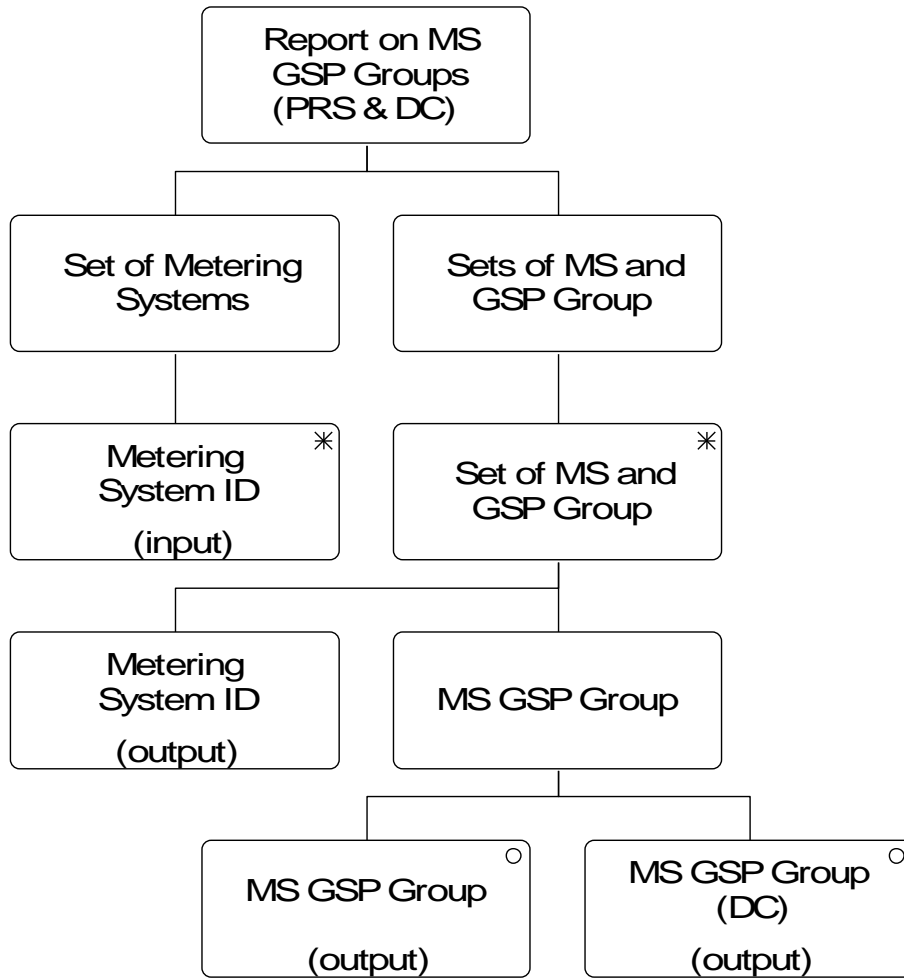 Report on MS
GSP Groups
(PRS & DC)
Set of Metering
Systems
Sets of MS and
GSP Group
Metering
System ID
(input)
Set of MS and
GSP Group
Metering
System ID
(output)
MS GSP Group
MS GSP Group
(output)
MS GSP Group
(DC)
(output)